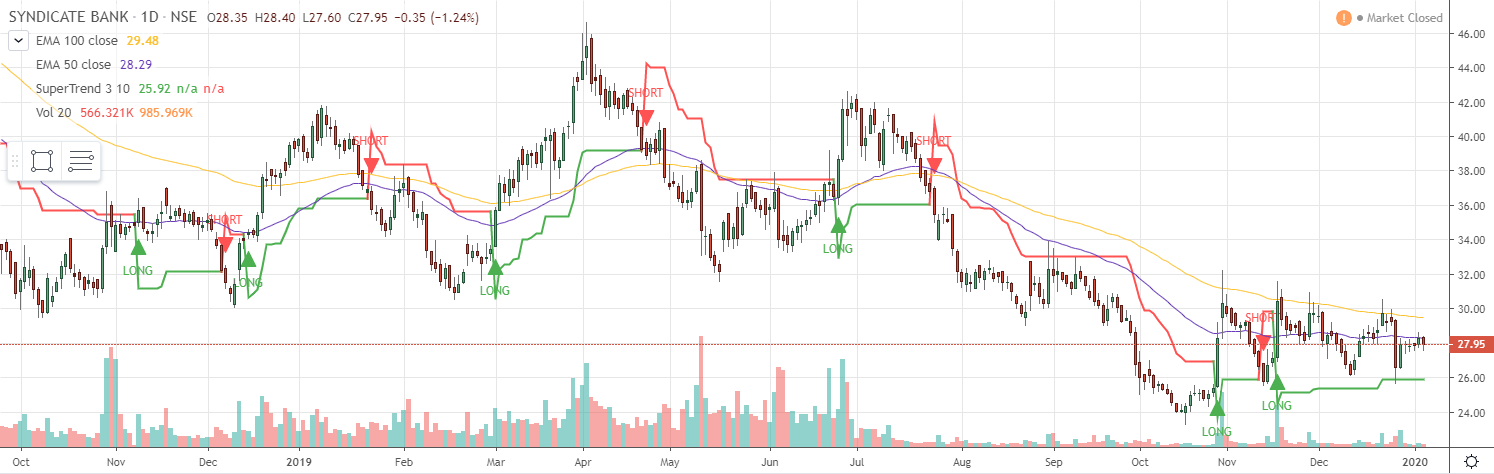 SYNDICATE BANK · 1D · NSE O28.35 H28.40 L27.60 C27.95 −0.35 (−1.24%)
Market Closed
EMA 100 close 29.48
EMA 50 close 28.29
SuperTrend 3 10 25.92 n/a n/a
Vol 20 566.321K 985.969K
46.00
44.00
42.00
40.00
38.00
36.00
34.00
32.00
30.00
27.95
26.00
24.00
SHORT
SHORT
SHORT
SHORT
SHORT
LONG
LONG
LONG
LONG
LONG
LONG
Oct Nov Dec 2019 Feb Mar Apr May Jun Jul Aug Sep Oct Nov Dec 2020